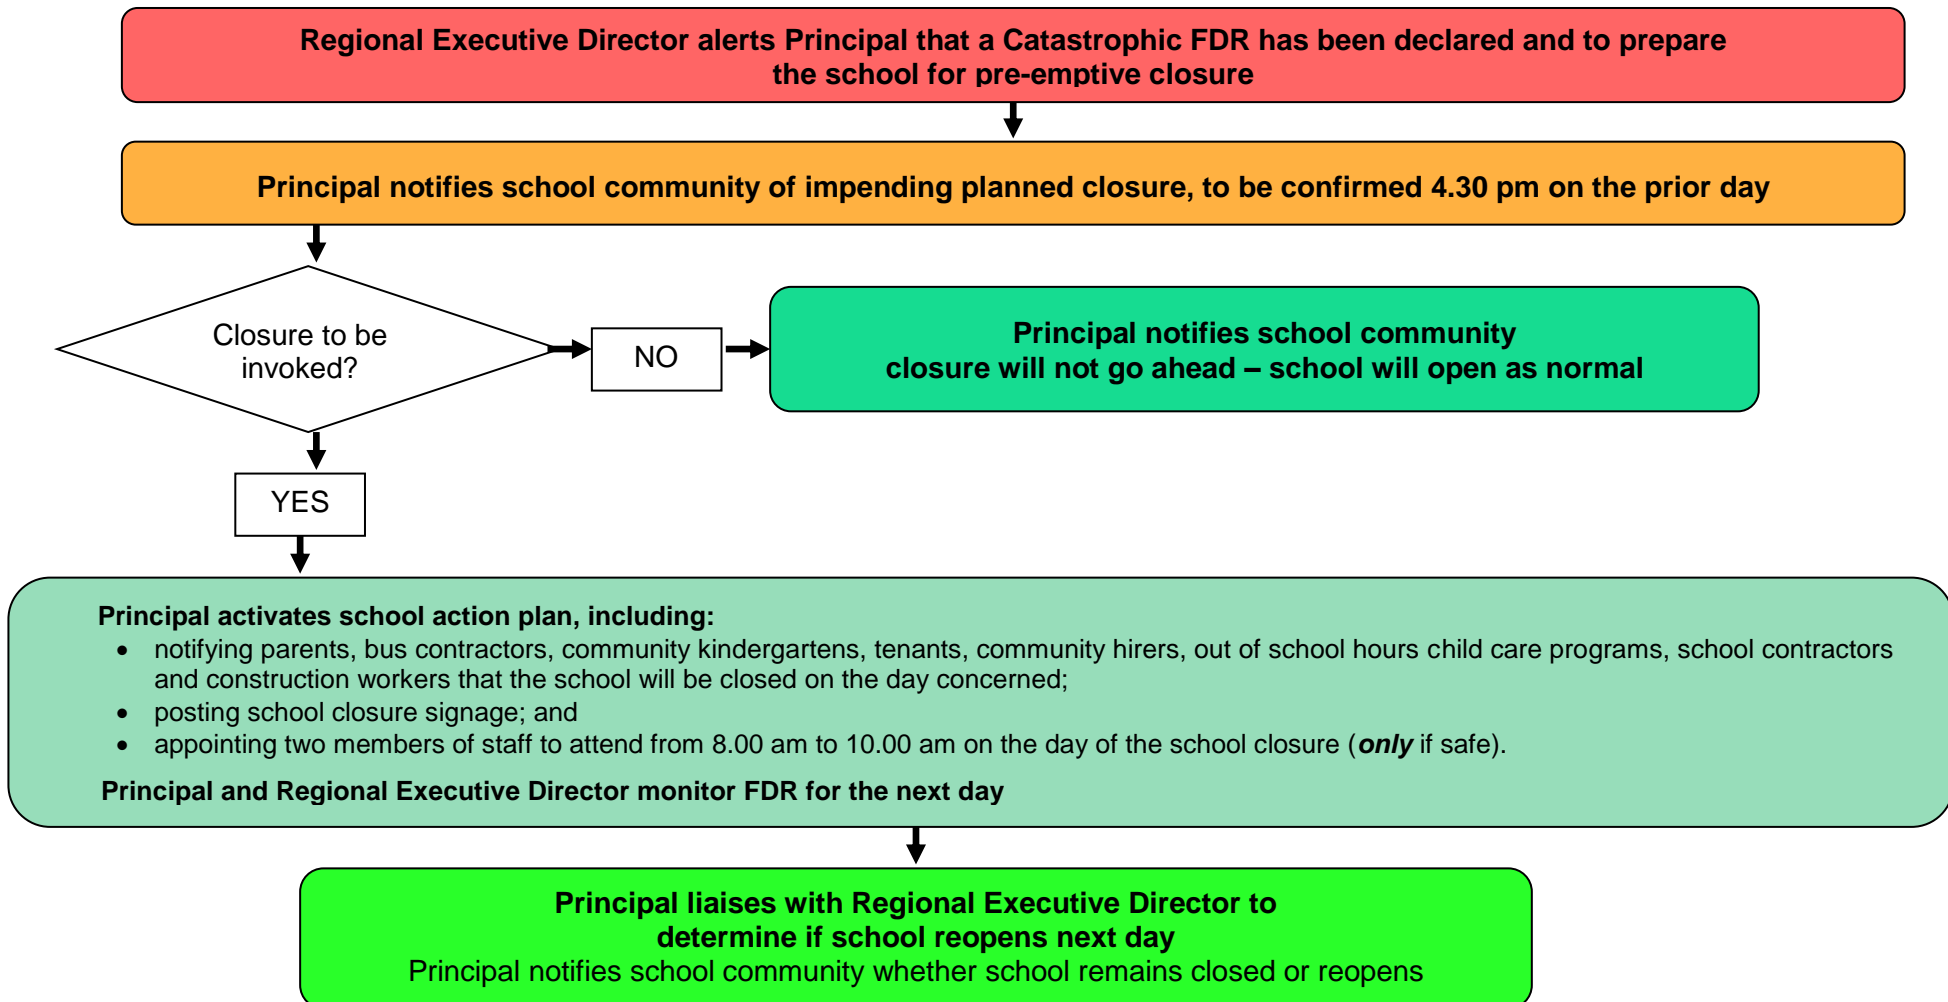 Regional Executive Director alerts Principal that a Catastrophic FDR has been declared and to prepare
the school for pre-emptive closure
Principal notifies school community of impending planned closure, to be confirmed 4.30 pm on the prior day
Closure to be
invoked?
NO
Principal notifies school community
closure will not go ahead – school will open as normal
YES
Principal activates school action plan, including:
• notifying parents, bus contractors, community kindergartens, tenants, community hirers, out of school hours child care programs, school contractors
and construction workers that the school will be closed on the day concerned;
• posting school closure signage; and
• appointing two members of staff to attend from 8.00 am to 10.00 am on the day of the school closure (only if safe).
Principal and Regional Executive Director monitor FDR for the next day
Principal liaises with Regional Executive Director to
determine if school reopens next day
Principal notifies school community whether school remains closed or reopens